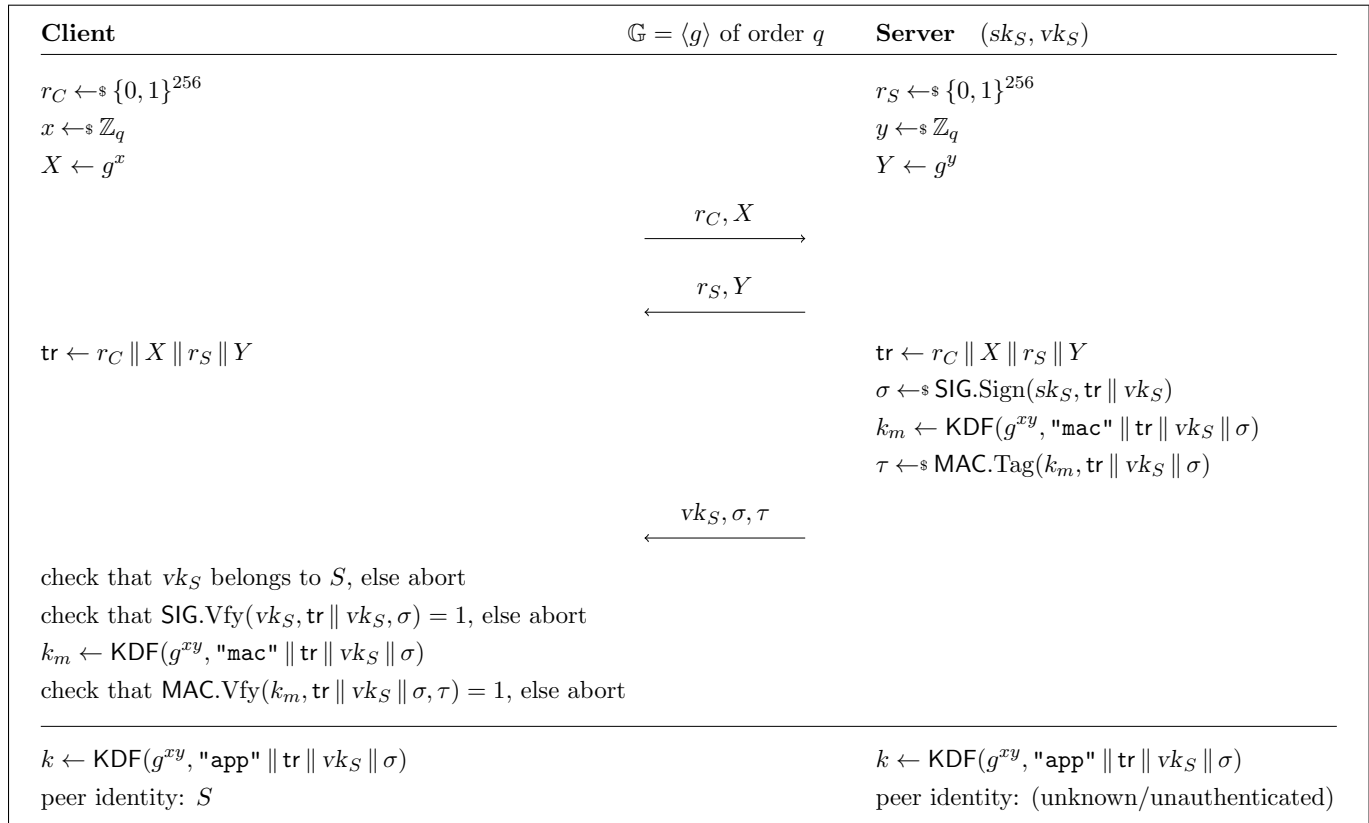 Client 𝔾 = ⟨g⟩ of order q Server (sk_S, vk_S)
r_C ←$ {0, 1}^256 r_S ←$ {0, 1}^256
x ←$ ℤ_q y ←$ ℤ_q
X ← g^x Y ← g^y
r_C, X
r_S, Y
tr ← r_C ∥ X ∥ r_S ∥ Y tr ← r_C ∥ X ∥ r_S ∥ Y
σ ←$ SIG.Sign(sk_S, tr ∥ vk_S)
k_m ← KDF(g^xy, "mac" ∥ tr ∥ vk_S ∥ σ)
τ ←$ MAC.Tag(k_m, tr ∥ vk_S ∥ σ)
vk_S, σ, τ
check that vk_S belongs to S, else abort
check that SIG.Vfy(vk_S, tr ∥ vk_S, σ) = 1, else abort
k_m ← KDF(g^xy, "mac" ∥ tr ∥ vk_S ∥ σ)
check that MAC.Vfy(k_m, tr ∥ vk_S ∥ σ, τ) = 1, else abort
k ← KDF(g^xy, "app" ∥ tr ∥ vk_S ∥ σ) k ← KDF(g^xy, "app" ∥ tr ∥ vk_S ∥ σ)
peer identity: S peer identity: (unknown/unauthenticated)